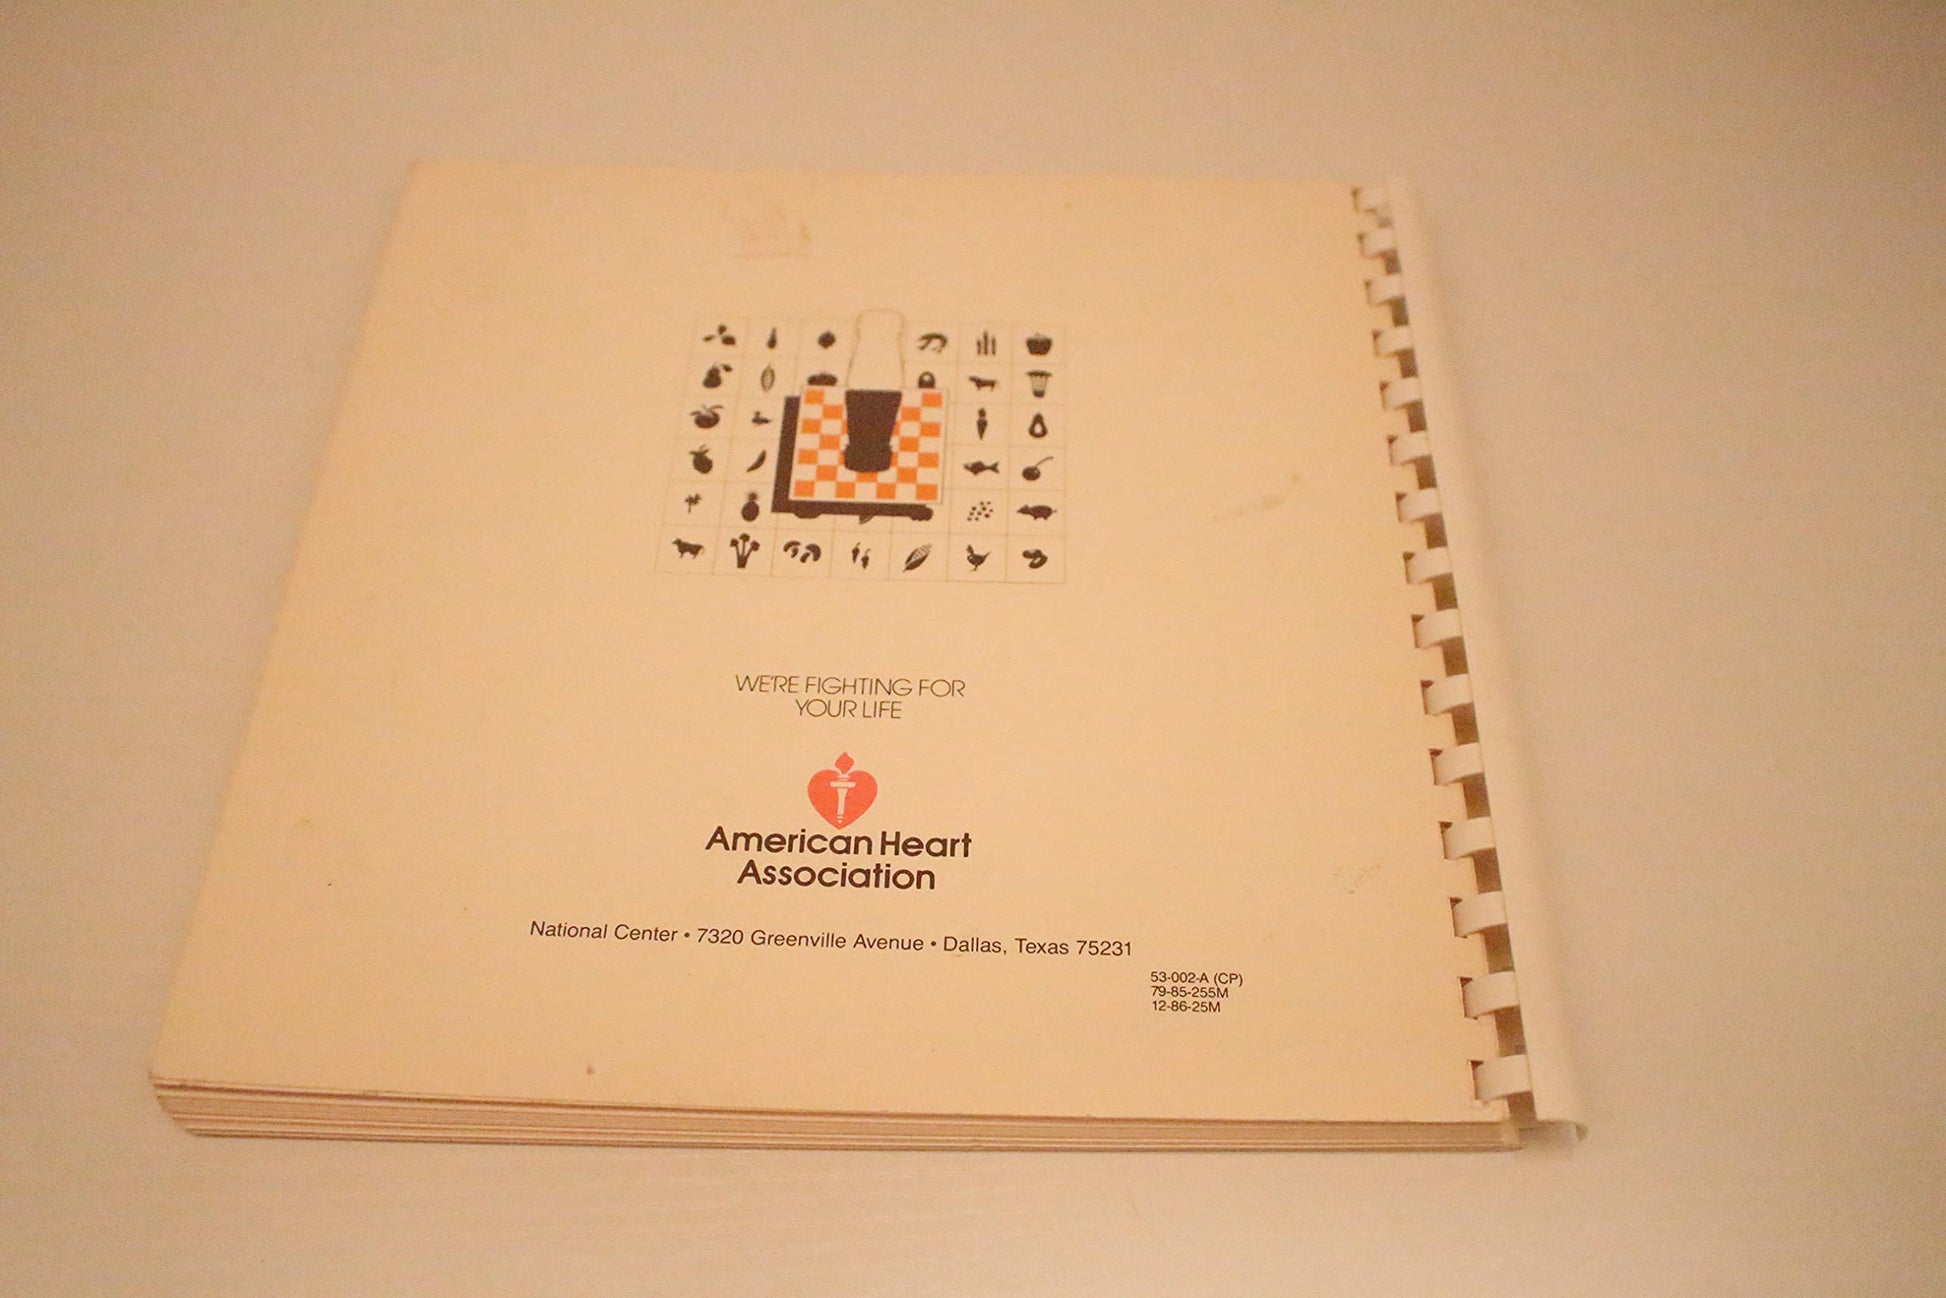 WE'RE FIGHTING FOR
YOUR LIFE
American Heart
Association
National Center • 7320 Greenville Avenue • Dallas, Texas 75231
53-002-A (CP)
79-85-255M
12-86-25M